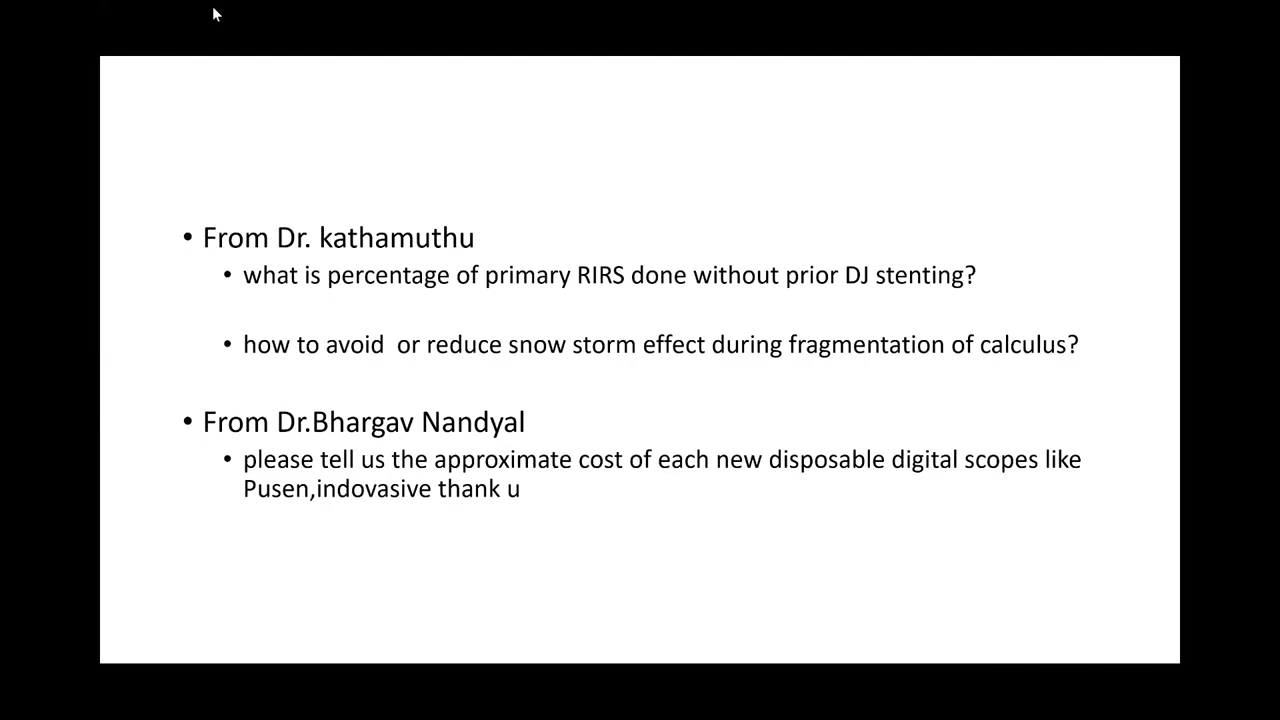 • From Dr. kathamuthu
• what is percentage of primary RIRS done without prior DJ stenting?
• how to avoid  or reduce snow storm effect during fragmentation of calculus?
• From Dr.Bhargav Nandyal
• please tell us the approximate cost of each new disposable digital scopes like
Pusen,indovasive thank u